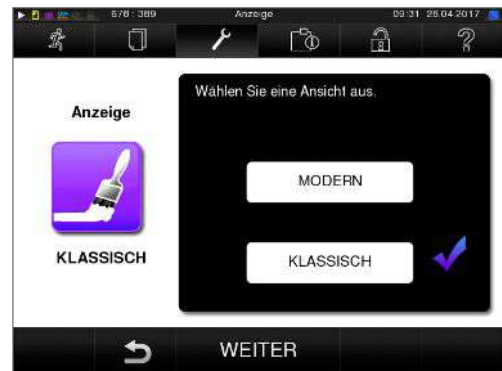 678 : 389 Anzeige 09:31 26.04.2017
Wählen Sie eine Ansicht aus.
Anzeige
MODERN
KLASSISCH
KLASSISCH
WEITER